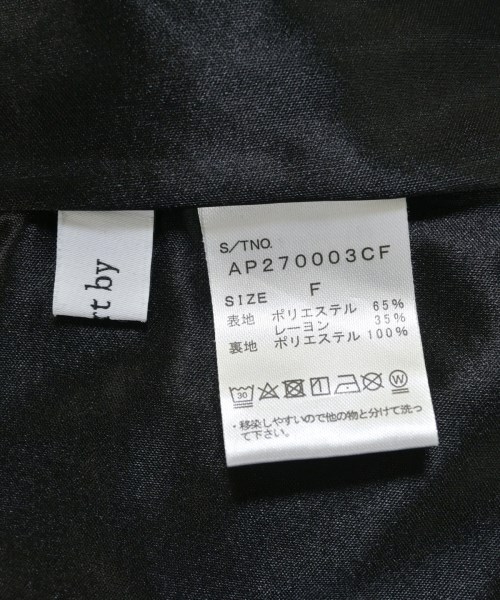 rt by
S/TNO.
AP270003CF
SIZE F
表地 ポリエステル 65%
レーヨン 35%
裏地 ポリエステル 100%
30
・移染しやすいので他の物と分けて洗っ
て下さい。